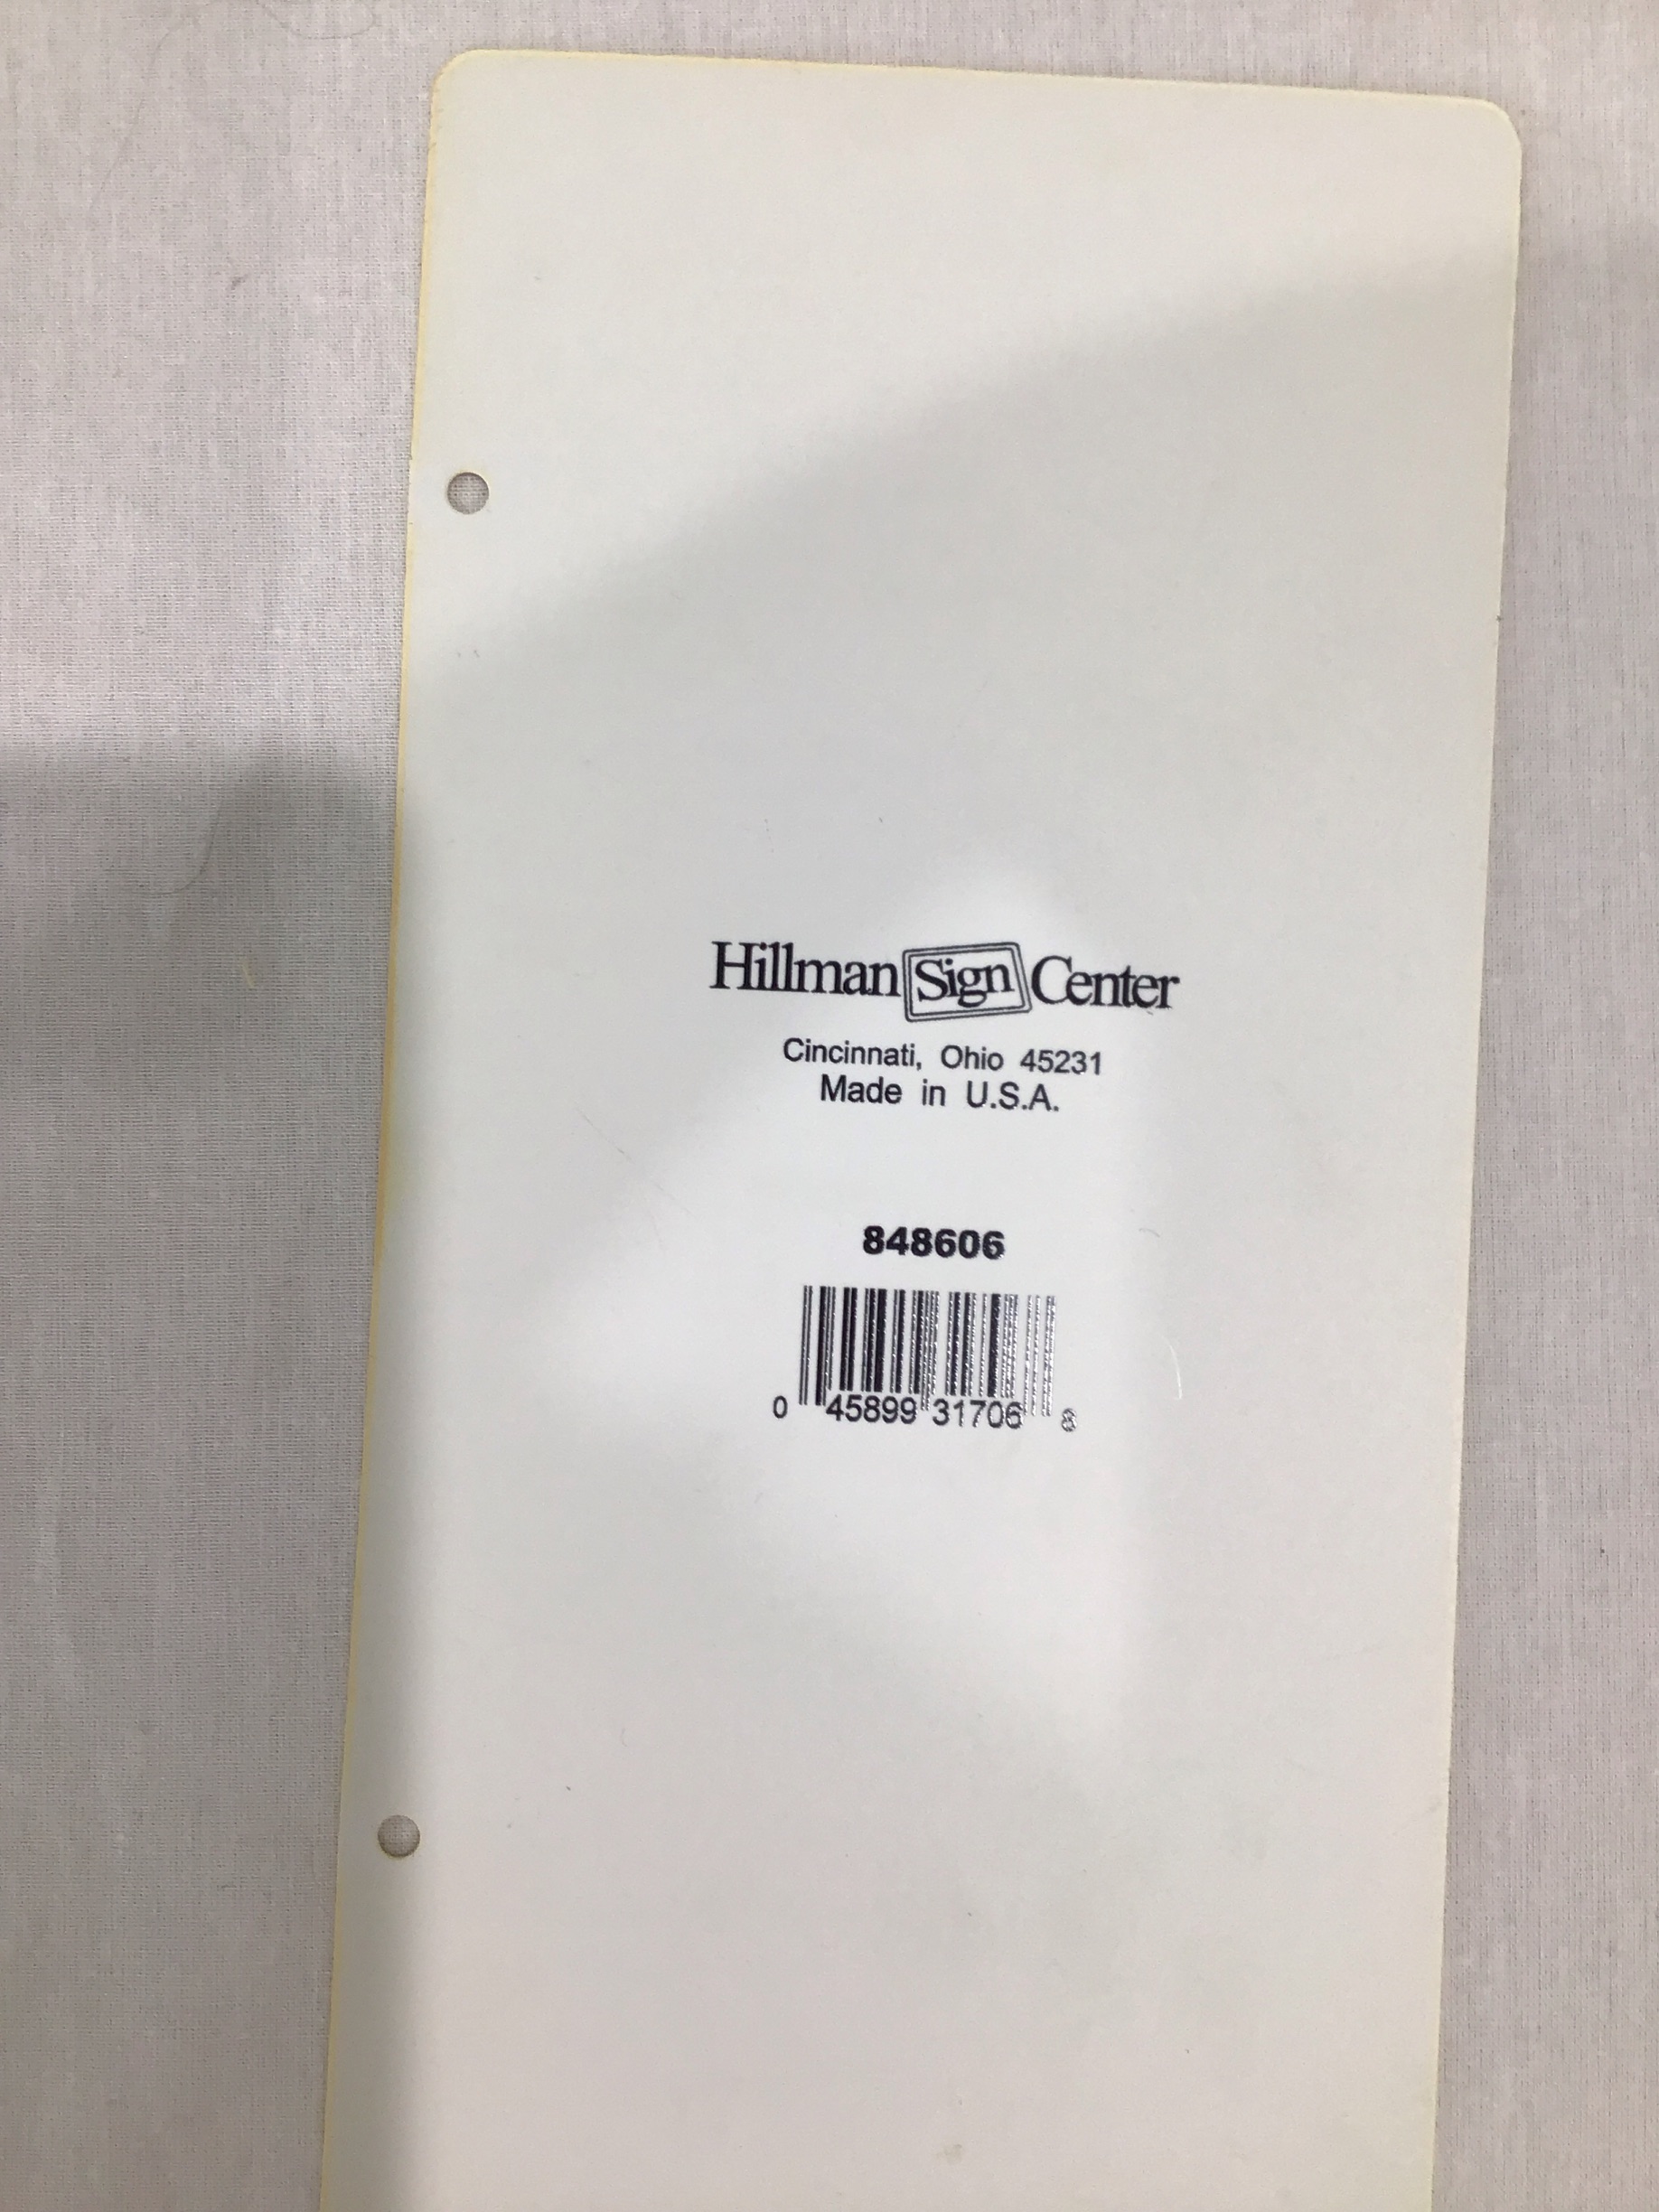 Hillman Sign Center
Cincinnati, Ohio 45231
Made in U.S.A.
848606
0 45899 31706 8